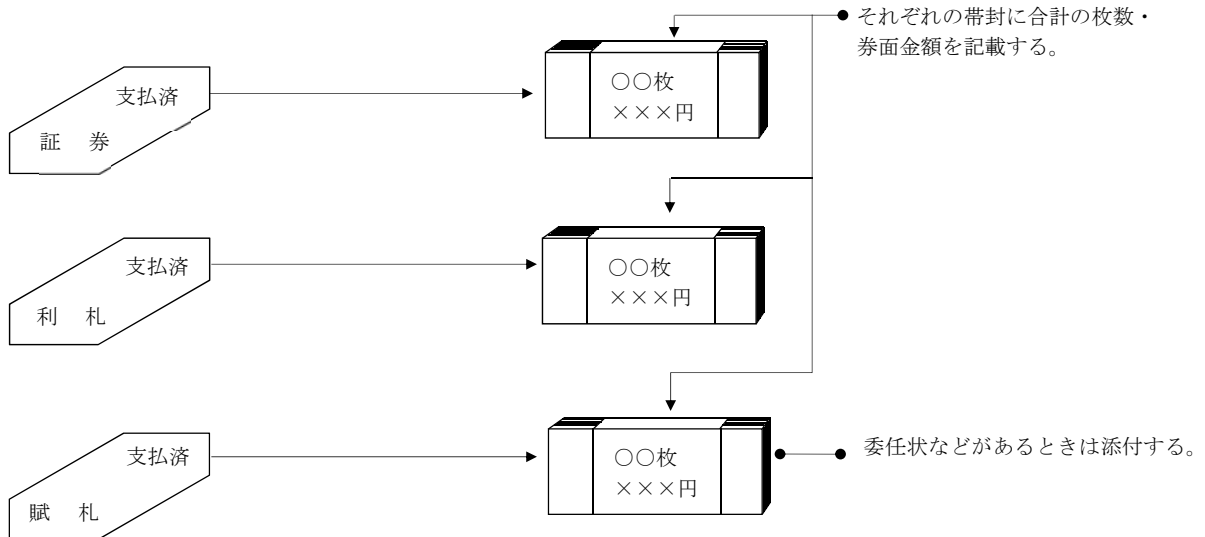 それぞれの帯封に合計の枚数・
券面金額を記載する。
支払済
証 券
○○枚
×××円
支払済
利 札
○○枚
×××円
支払済
賦 札
○○枚
×××円
委任状などがあるときは添付する。